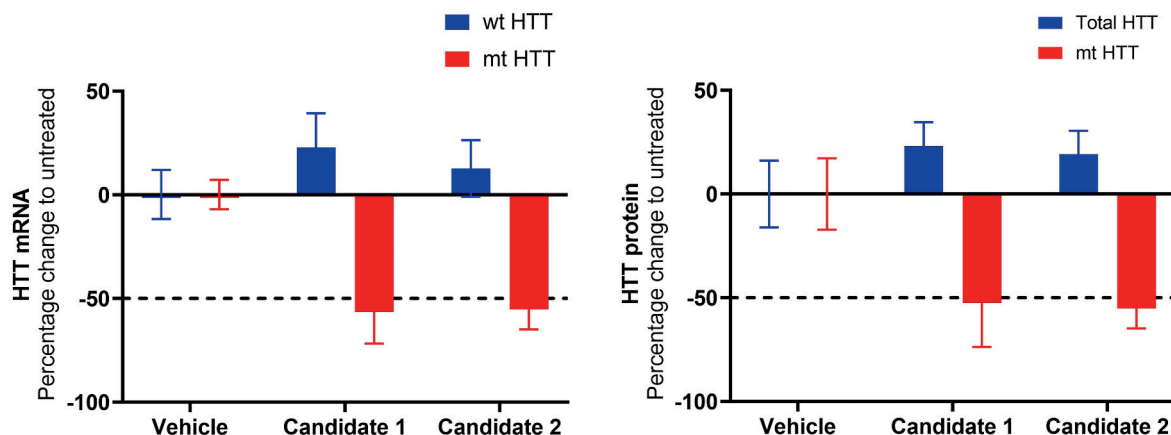 wt HTT
mt HTT
HTT mRNA
Percentage change to untreated
50
0
-50
-100
Vehicle
Candidate 1
Candidate 2
Total HTT
mt HTT
HTT protein
Percentage change to untreated
50
0
-50
-100
Vehicle
Candidate 1
Candidate 2